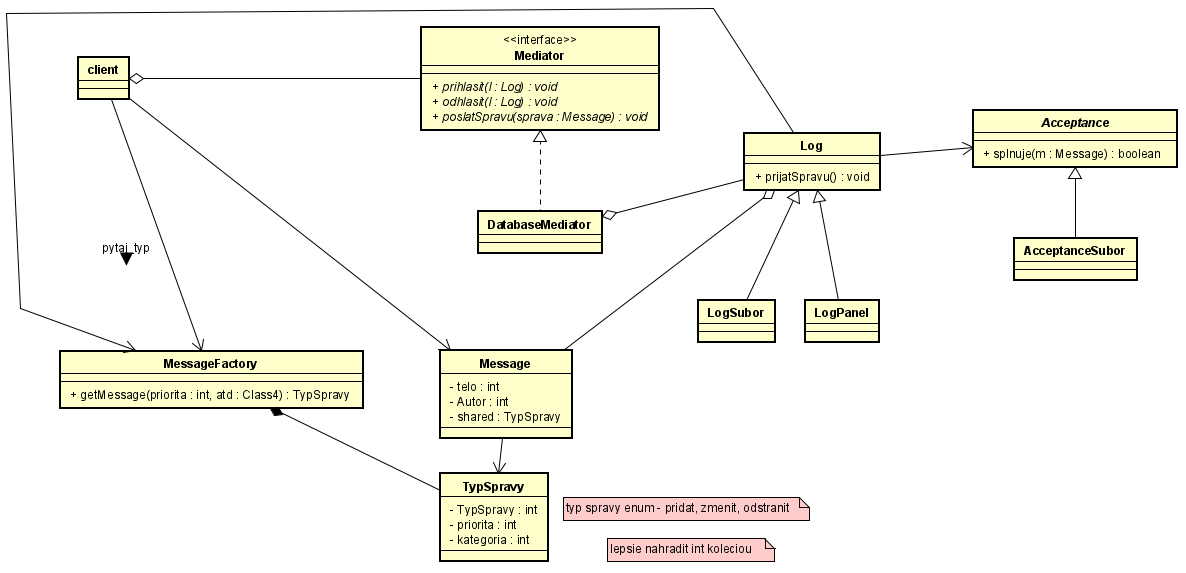 client
<<interface>>
Mediator
+ prihlasit(l : Log) : void
+ odhlasit(l : Log) : void
+ poslatSpravu(sprava : Message) : void
Log
+ prijatSpravu() : void
Acceptance
+ splnuje(m : Message) : boolean
DatabaseMediator
AcceptanceSubor
pytaj_typ
LogSubor
LogPanel
MessageFactory
+ getMessage(priorita : int, atd : Class4) : TypSpravy
Message
- telo : int
- Autor : int
- shared : TypSpravy
TypSpravy
- TypSpravy : int
- priorita : int
- kategoria : int
typ spravy enum - pridat, zmenit, odstranit
lepsie nahradit int koleciou